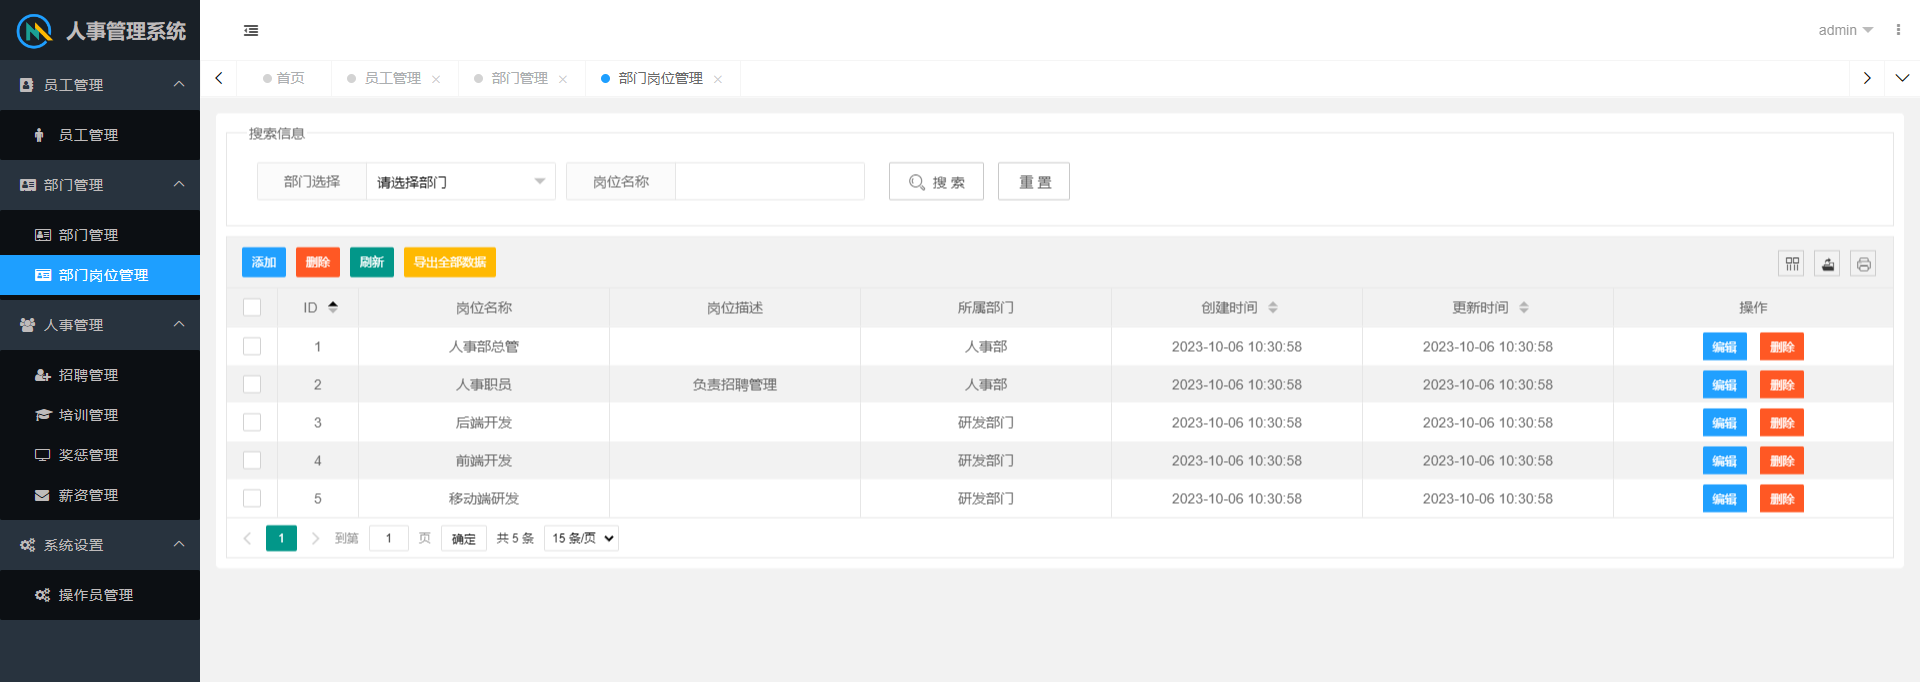 人事管理系统
admin
员工管理
员工管理
部门管理
部门管理
部门岗位管理
人事管理
招聘管理
培训管理
奖惩管理
薪资管理
系统设置
操作员管理
首页 员工管理 部门管理 部门岗位管理
搜索信息
部门选择 请选择部门 岗位名称 搜 索 重 置
添加 删除 刷新 导出全部数据
ID 岗位名称 岗位描述 所属部门 创建时间 更新时间 操作
1 人事部总管 人事部 2023-10-06 10:30:58 2023-10-06 10:30:58 编辑 删除
2 人事职员 负责招聘管理 人事部 2023-10-06 10:30:58 2023-10-06 10:30:58 编辑 删除
3 后端开发 研发部门 2023-10-06 10:30:58 2023-10-06 10:30:58 编辑 删除
4 前端开发 研发部门 2023-10-06 10:30:58 2023-10-06 10:30:58 编辑 删除
5 移动端研发 研发部门 2023-10-06 10:30:58 2023-10-06 10:30:58 编辑 删除
1 到第 1 页 确定 共 5 条 15 条/页